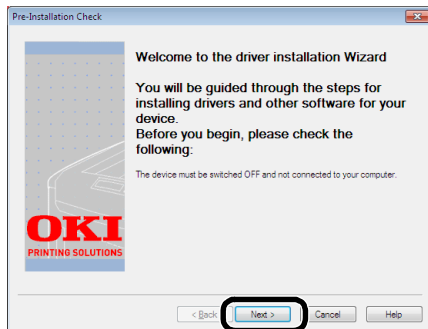 Pre-Installation Check
Welcome to the driver installation Wizard
You will be guided through the steps for
installing drivers and other software for your
device.
Before you begin, please check the
following:
The device must be switched OFF and not connected to your computer.
OKI
PRINTING SOLUTIONS
< Back
Next >
Cancel
Help